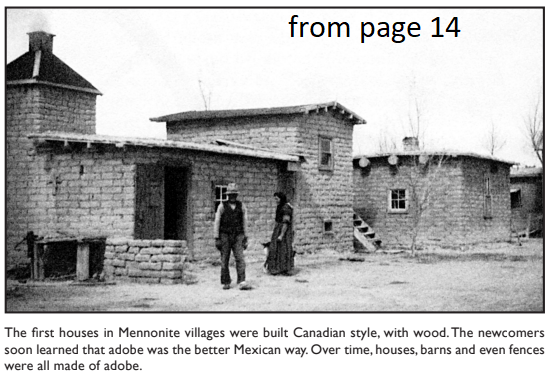 from page 14
The first houses in Mennonite villages were built Canadian style, with wood. The newcomers
soon learned that adobe was the better Mexican way. Over time, houses, barns and even fences
were all made of adobe.